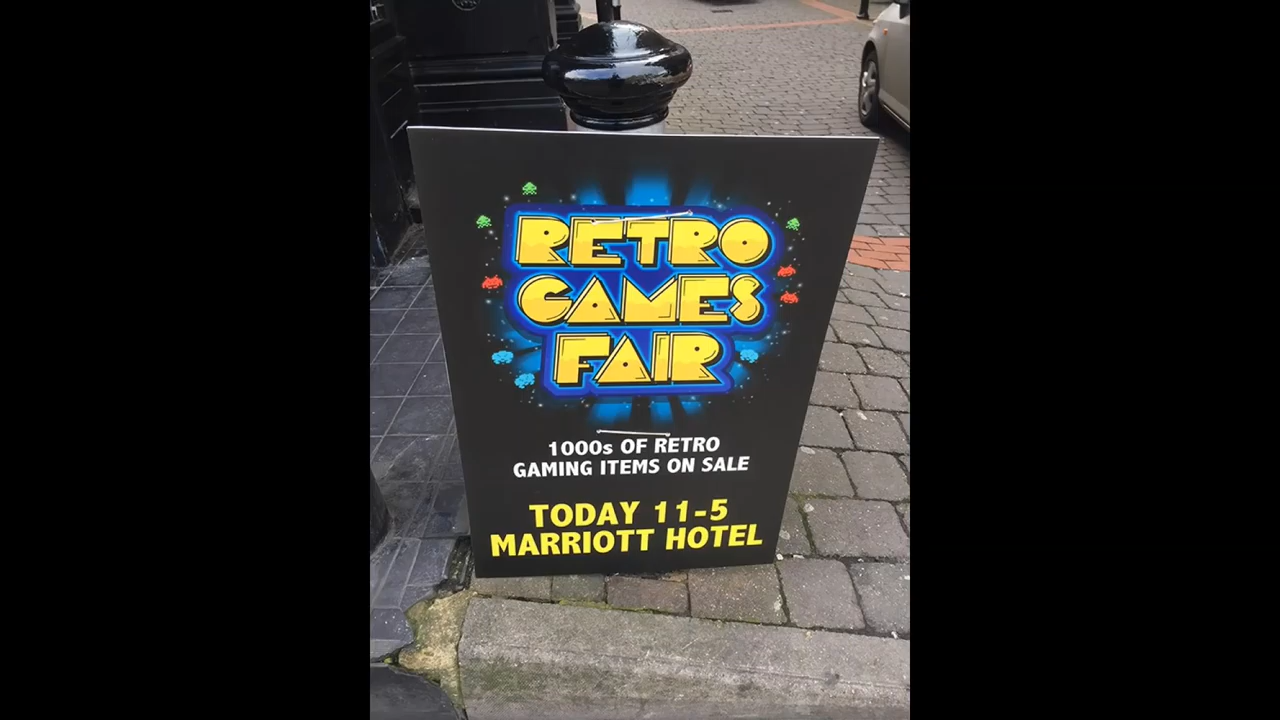 RETRO
GAMES
FAIR
1000s OF RETRO
GAMING ITEMS ON SALE
TODAY 11-5
MARRIOTT HOTEL